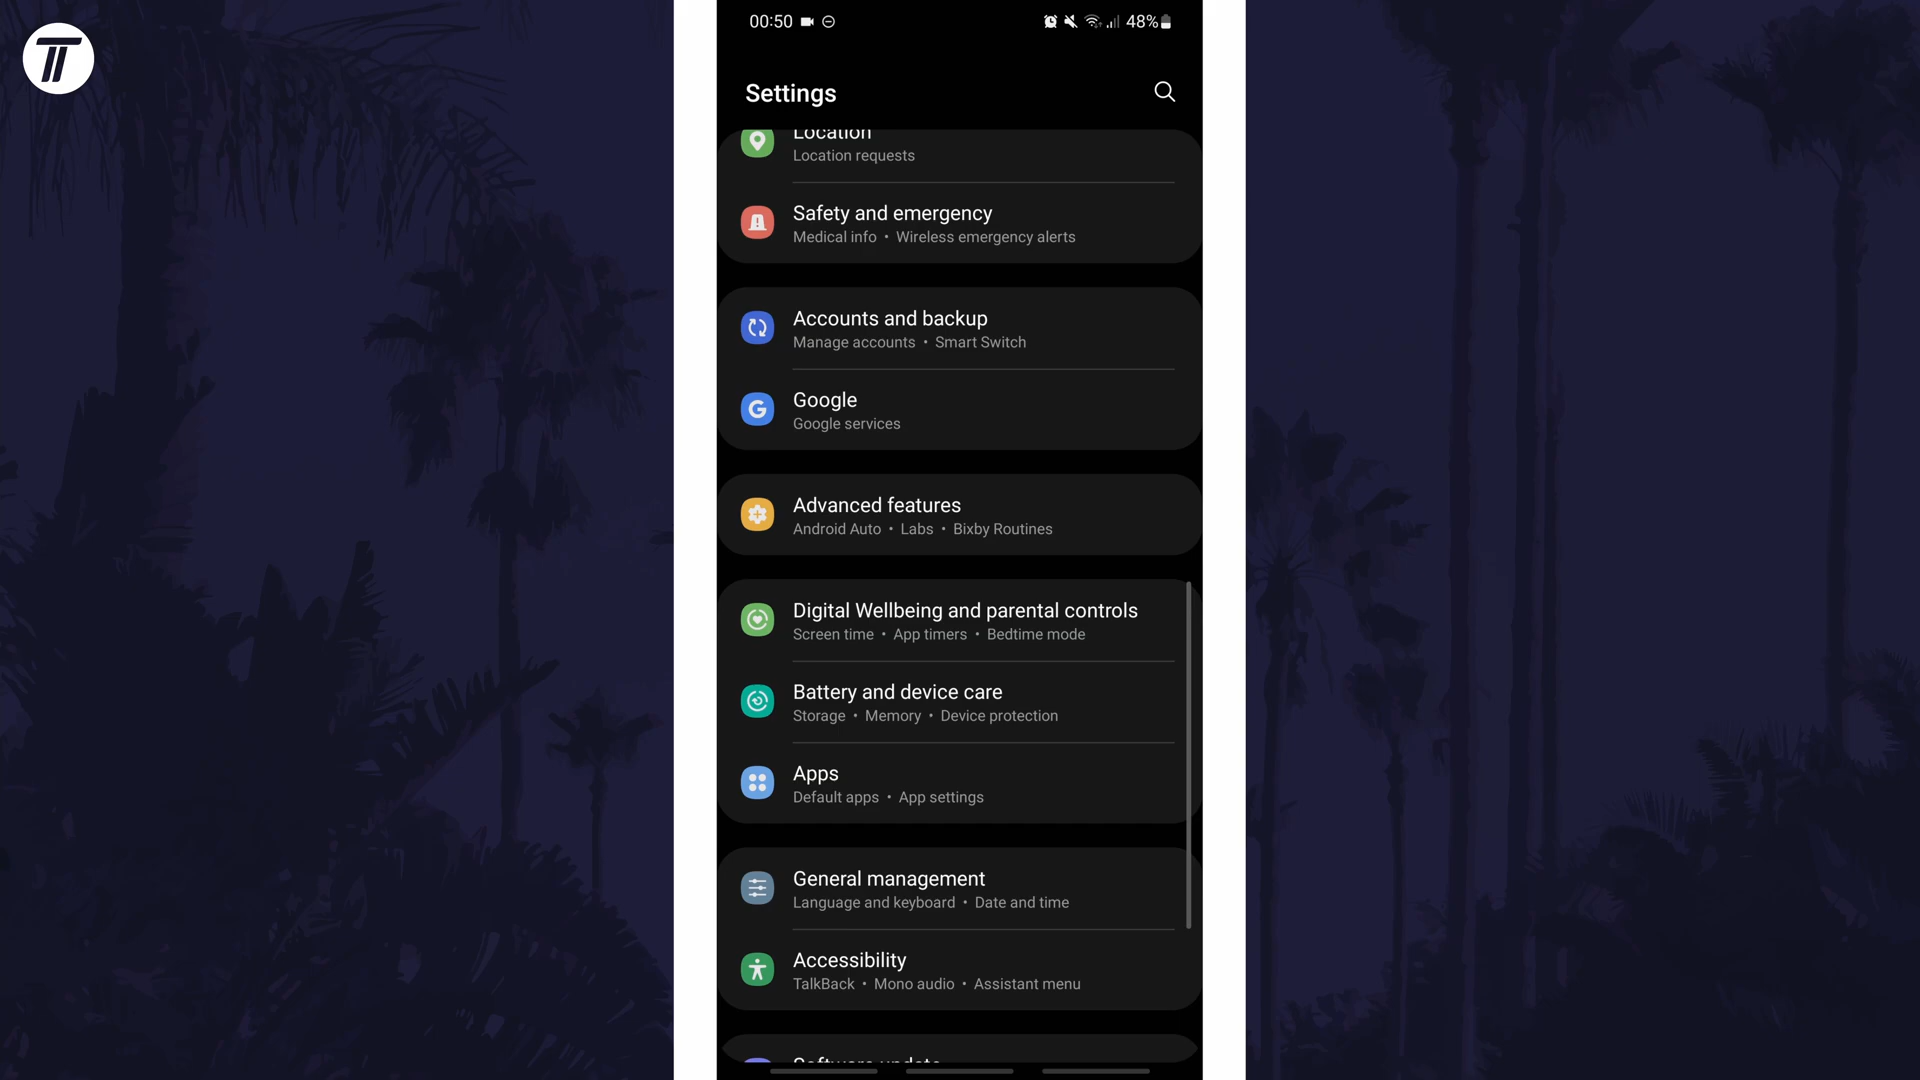 00:50
48%
Settings
Location
Location requests
Safety and emergency
Medical info • Wireless emergency alerts
Accounts and backup
Manage accounts • Smart Switch
Google
Google services
Advanced features
Android Auto • Labs • Bixby Routines
Digital Wellbeing and parental controls
Screen time • App timers • Bedtime mode
Battery and device care
Storage • Memory • Device protection
Apps
Default apps • App settings
General management
Language and keyboard • Date and time
Accessibility
TalkBack • Mono audio • Assistant menu
Software update